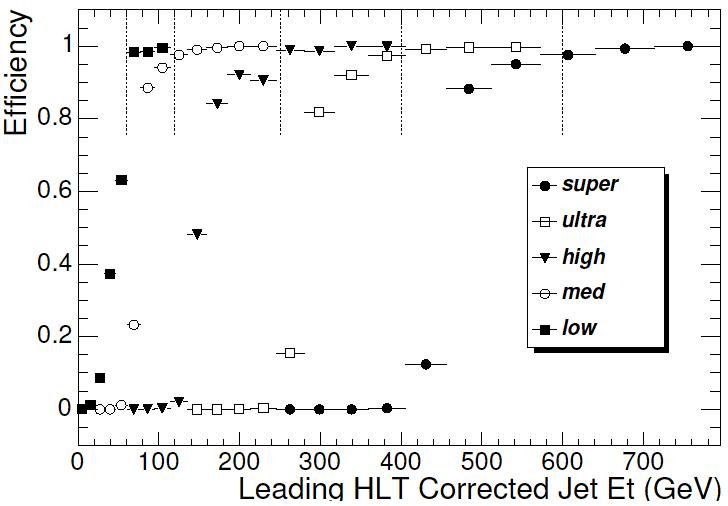 Efficiency
1
0.8
0.6
0.4
0.2
0
super
ultra
high
med
low
0 100 200 300 400 500 600 700
Leading HLT Corrected Jet Et (GeV)